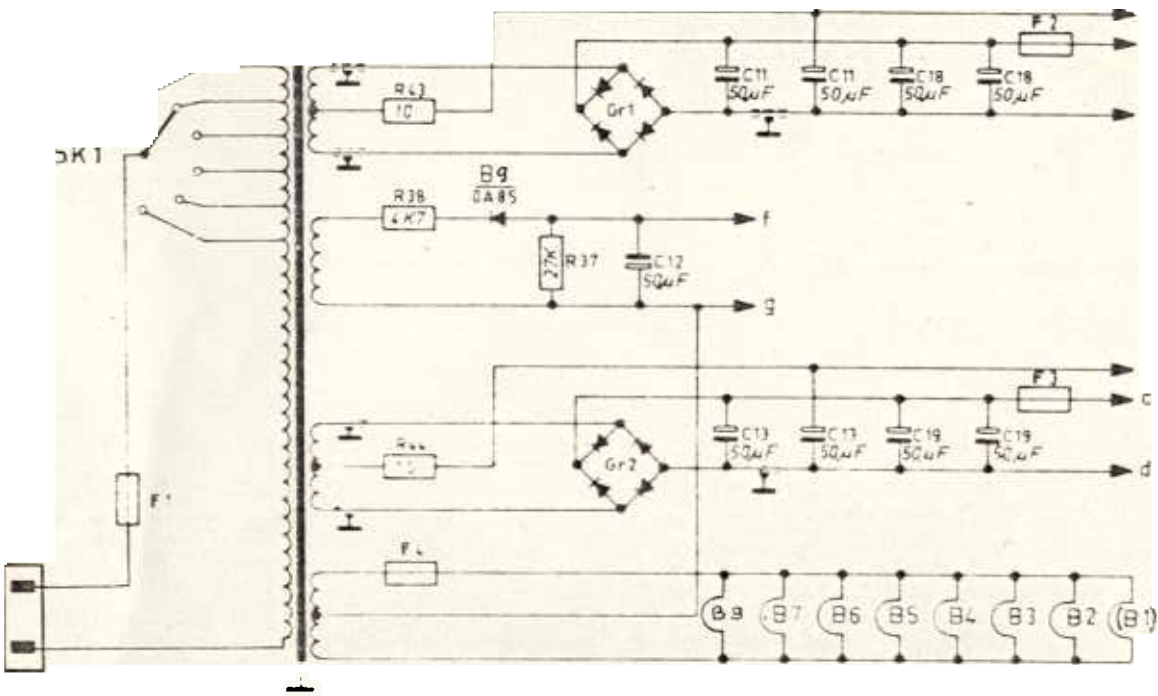 F2
C11
50µF
C11
50µF
C18
50µF
C18
50µF
R43
10
Gr1
SK1
B9
OA85
R38
4K7
f
27K
R37
C12
50µF
g
F3
c
C13
50µF
C13
50µF
C19
50µF
C19
50µF
R44
Gr2
d
F1
F4
B9
B7
B6
B5
B4
B3
B2
(B1)